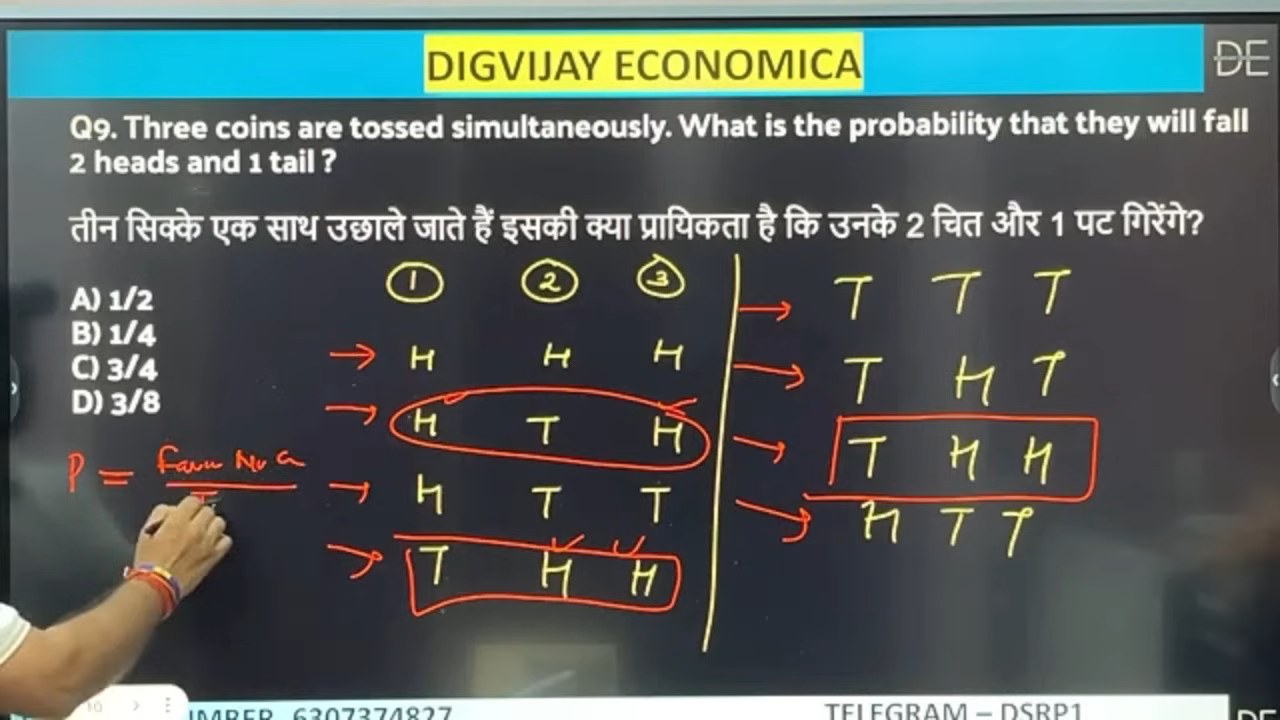 DIGVIJAY ECONOMICA
DE
Q9. Three coins are tossed simultaneously. What is the probability that they will fall
2 heads and 1 tail ?
तीन सिक्के एक साथ उछाले जाते हैं इसकी क्या प्रायिकता है कि उनके 2 चित और 1 पट गिरेंगे?
A) 1/2
B) 1/4
C) 3/4
D) 3/8
P =
1 2 3
H H H
H T H
H T T
T H H
T T T
T H T
T H H
H T T
10
6307374827
TELEGRAM – DSRP1